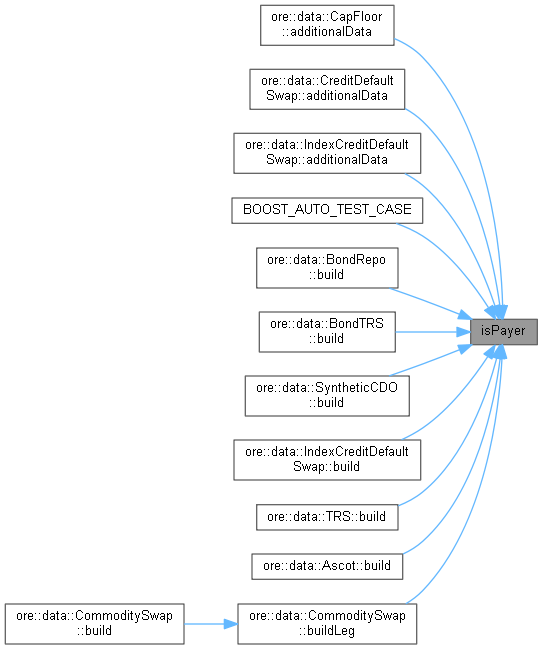 ore::data::CapFloor
::additionalData
ore::data::CreditDefault
Swap::additionalData
ore::data::IndexCreditDefault
Swap::additionalData
BOOST_AUTO_TEST_CASE
ore::data::BondRepo
::build
ore::data::BondTRS
::build
isPayer
ore::data::SyntheticCDO
::build
ore::data::IndexCreditDefault
Swap::build
ore::data::TRS::build
ore::data::Ascot::build
ore::data::CommoditySwap
::build
ore::data::CommoditySwap
::buildLeg